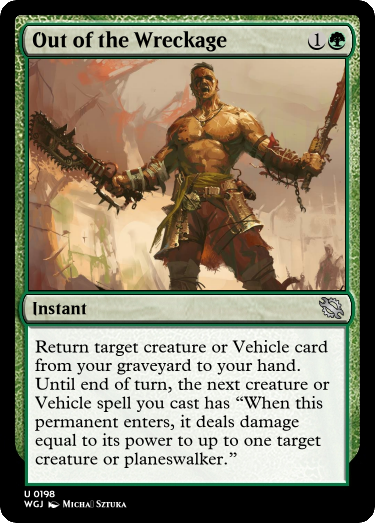 Out of the Wreckage 1
Instant
Return target creature or Vehicle card
from your graveyard to your hand.
Until end of turn, the next creature or
Vehicle spell you cast has “When this
permanent enters, it deals damage
equal to its power to up to one target
creature or planeswalker.”
U 0198
WGJ Micha Sztuka